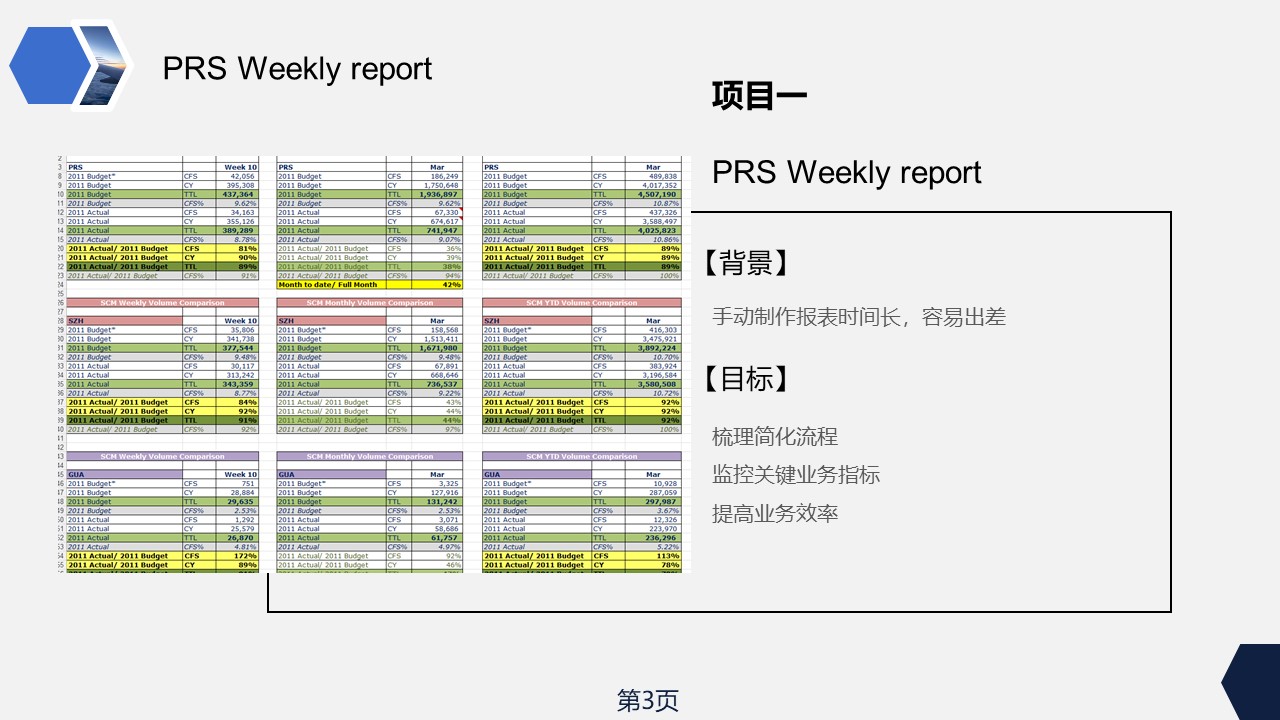 PRS Weekly report
项目一
PRS Weekly report
【背景】
手动制作报表时间长，容易出差
【目标】
梳理简化流程
监控关键业务指标
提高业务效率
PRS Week 10 PRS Mar PRS Mar
2011 Budget* CFS 42,056 2011 Budget CFS 186,249 2011 Budget CFS 489,838
2011 Budget CY 395,308 2011 Budget CY 1,750,648 2011 Budget CY 4,017,352
2011 Budget TTL 437,364 2011 Budget TTL 1,936,897 2011 Budget TTL 4,507,190
2011 Budget CFS% 9.62% 2011 Budget CFS% 9.62% 2011 Budget CFS% 10.87%
2011 Actual CFS 34,163 2011 Actual CFS 67,330 2011 Actual CFS 437,326
2011 Actual CY 355,126 2011 Actual CY 674,617 2011 Actual CY 3,588,497
2011 Actual TTL 389,289 2011 Actual TTL 741,947 2011 Actual TTL 4,025,823
2011 Actual CFS% 8.78% 2011 Actual CFS% 9.07% 2011 Actual CFS% 10.86%
2011 Actual/ 2011 Budget CFS 81% 2011 Actual/ 2011 Budget CFS 36% 2011 Actual/ 2011 Budget CFS 89%
2011 Actual/ 2011 Budget CY 90% 2011 Actual/ 2011 Budget CY 39% 2011 Actual/ 2011 Budget CY 89%
2011 Actual/ 2011 Budget TTL 89% 2011 Actual/ 2011 Budget TTL 38% 2011 Actual/ 2011 Budget TTL 89%
2011 Actual/ 2011 Budget CFS% 91% 2011 Actual/ 2011 Budget CFS% 94% 2011 Actual/ 2011 Budget CFS% 100%
Month to date/ Full Month 42%
SCM Weekly Volume Comparison SCM Monthly Volume Comparison SCM YTD Volume Comparison
SZH Week 10 SZH Mar SZH Mar
2011 Budget* CFS 35,806 2011 Budget* CFS 158,568 2011 Budget* CFS 416,303
2011 Budget CY 341,738 2011 Budget CY 1,513,411 2011 Budget CY 3,475,921
2011 Budget TTL 377,544 2011 Budget TTL 1,671,980 2011 Budget TTL 3,892,224
2011 Budget CFS% 9.48% 2011 Budget CFS% 9.48% 2011 Budget CFS% 10.70%
2011 Actual CFS 30,117 2011 Actual CFS 67,891 2011 Actual CFS 383,924
2011 Actual CY 313,242 2011 Actual CY 668,646 2011 Actual CY 3,196,584
2011 Actual TTL 343,359 2011 Actual TTL 736,537 2011 Actual TTL 3,580,508
2011 Actual CFS% 8.77% 2011 Actual CFS% 9.22% 2011 Actual CFS% 10.72%
2011 Actual/ 2011 Budget CFS 84% 2011 Actual/ 2011 Budget CFS 43% 2011 Actual/ 2011 Budget CFS 92%
2011 Actual/ 2011 Budget CY 92% 2011 Actual/ 2011 Budget CY 44% 2011 Actual/ 2011 Budget CY 92%
2011 Actual/ 2011 Budget TTL 91% 2011 Actual/ 2011 Budget TTL 44% 2011 Actual/ 2011 Budget TTL 92%
2011 Actual/ 2011 Budget CFS% 92% 2011 Actual/ 2011 Budget CFS% 97% 2011 Actual/ 2011 Budget CFS% 100%
SCM Weekly Volume Comparison SCM Monthly Volume Comparison SCM YTD Volume Comparison
GUA Week 10 GUA Mar GUA Mar
2011 Budget* CFS 751 2011 Budget* CFS 3,325 2011 Budget* CFS 10,928
2011 Budget CY 28,884 2011 Budget CY 127,916 2011 Budget CY 287,059
2011 Budget TTL 29,635 2011 Budget TTL 131,242 2011 Budget TTL 297,987
2011 Budget CFS% 2.53% 2011 Budget CFS% 2.53% 2011 Budget CFS% 3.67%
2011 Actual CFS 1,292 2011 Actual CFS 3,071 2011 Actual CFS 12,326
2011 Actual CY 25,579 2011 Actual CY 58,686 2011 Actual CY 223,970
2011 Actual TTL 26,870 2011 Actual TTL 61,757 2011 Actual TTL 236,296
2011 Actual CFS% 4.81% 2011 Actual CFS% 4.97% 2011 Actual CFS% 5.22%
2011 Actual/ 2011 Budget CFS 172% 2011 Actual/ 2011 Budget CFS 92% 2011 Actual/ 2011 Budget CFS 113%
2011 Actual/ 2011 Budget CY 89% 2011 Actual/ 2011 Budget CY 46% 2011 Actual/ 2011 Budget CY 78%
第3页